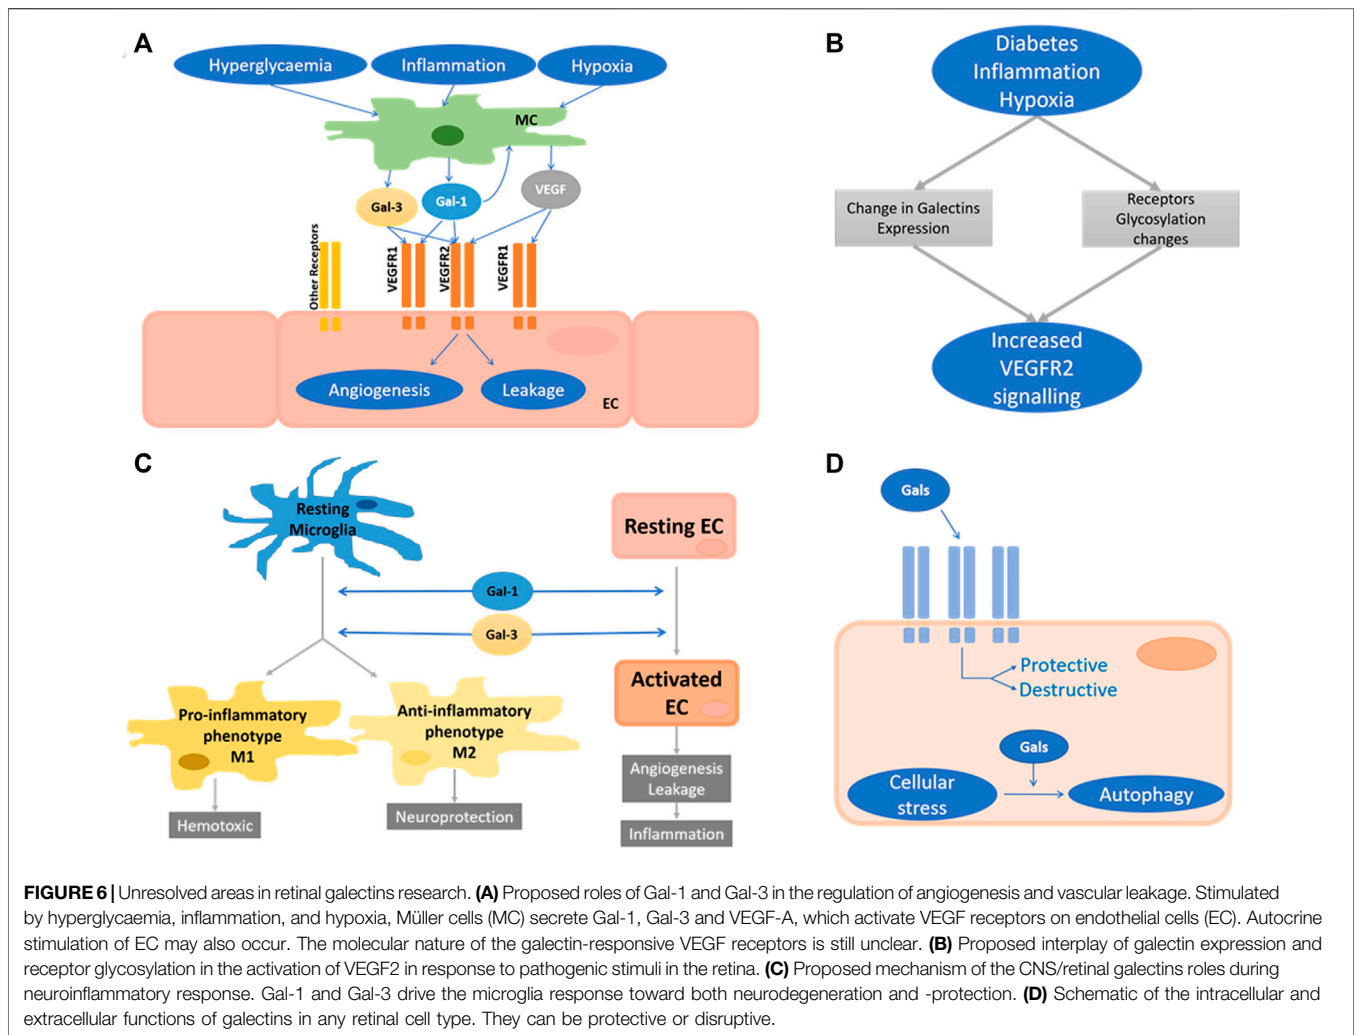 A
Hyperglycaemia
Inflammation
Hypoxia
MC
Gal-3
Gal-1
VEGF
Other Receptors
VEGFR1
VEGFR2
VEGFR1
Angiogenesis
Leakage
EC
B
Diabetes
Inflammation
Hypoxia
Change in Galectins
Expression
Receptors
Glycosylation
changes
Increased
VEGFR2
signalling
C
Resting
Microglia
Resting EC
Gal-1
Gal-3
Pro-inflammatory
phenotype
M1
Anti-inflammatory
phenotype
M2
Activated
EC
Hemotoxic
Neuroprotection
Angiogenesis
Leakage
Inflammation
D
Gals
Protective
Destructive
Gals
Cellular
stress
Autophagy
FIGURE 6 | Unresolved areas in retinal galectins research. (A) Proposed roles of Gal-1 and Gal-3 in the regulation of angiogenesis and vascular leakage. Stimulated
by hyperglycaemia, inflammation, and hypoxia, Müller cells (MC) secrete Gal-1, Gal-3 and VEGF-A, which activate VEGF receptors on endothelial cells (EC). Autocrine
stimulation of EC may also occur. The molecular nature of the galectin-responsive VEGF receptors is still unclear. (B) Proposed interplay of galectin expression and
receptor glycosylation in the activation of VEGF2 in response to pathogenic stimuli in the retina. (C) Proposed mechanism of the CNS/retinal galectins roles during
neuroinflammatory response. Gal-1 and Gal-3 drive the microglia response toward both neurodegeneration and -protection. (D) Schematic of the intracellular and
extracellular functions of galectins in any retinal cell type. They can be protective or disruptive.